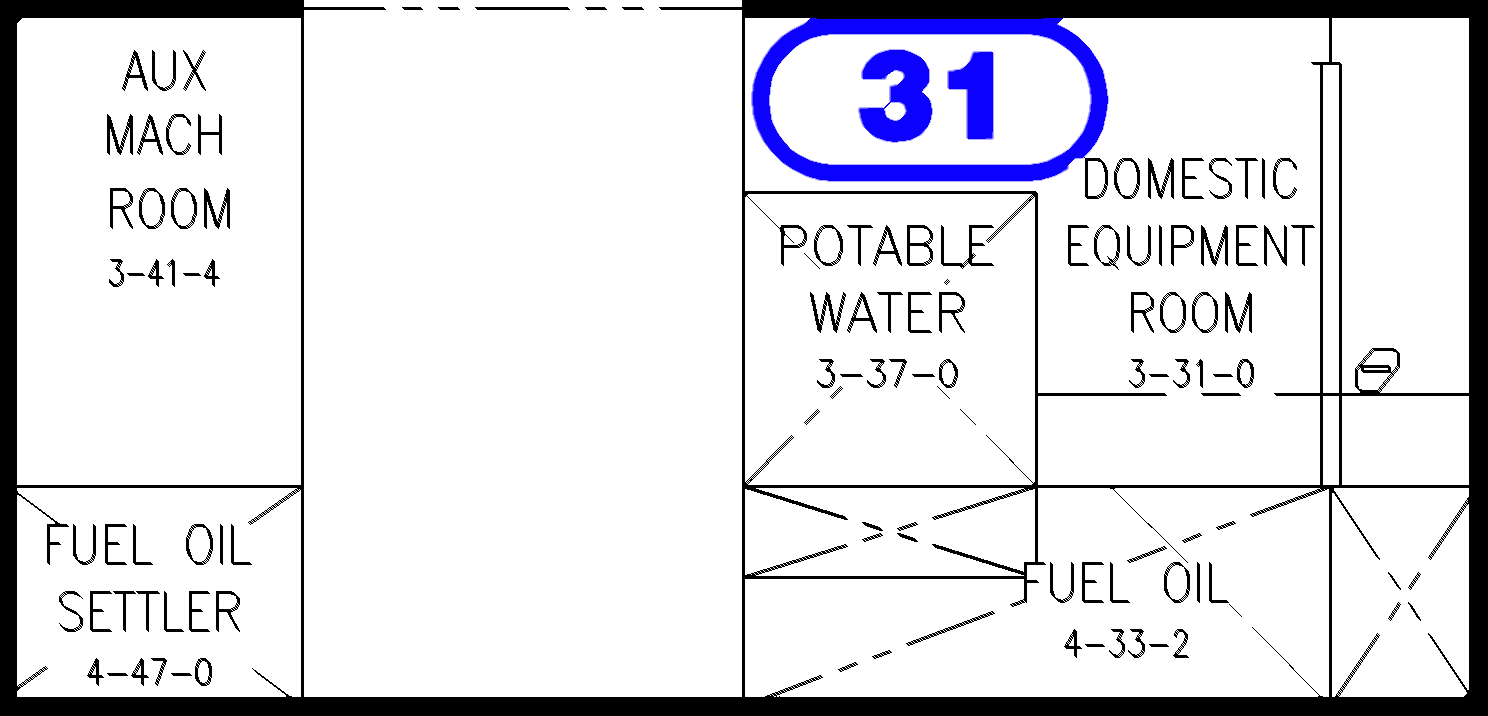 AUX
MACH
ROOM
3-41-4
FUEL OIL
SETTLER
4-47-0
31
POTABLE
WATER
3-37-0
DOMESTIC
EQUIPMENT
ROOM
3-31-0
FUEL OIL
4-33-2